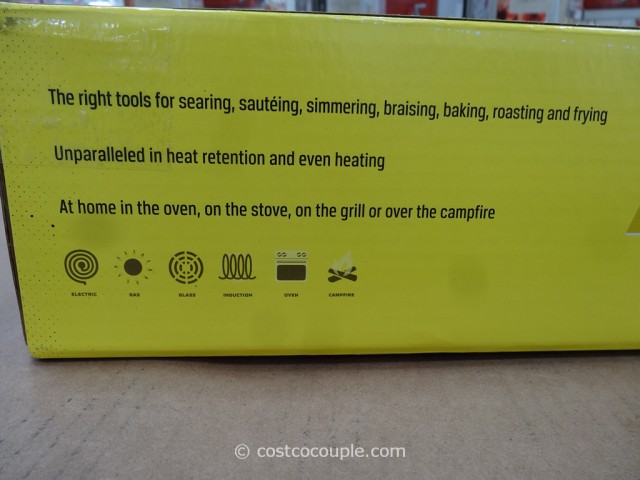 The right tools for searing, sautéing, simmering, braising, baking, roasting and frying
Unparalleled in heat retention and even heating
At home in the oven, on the stove, on the grill or over the campfire
ELECTRIC GAS GLASS INDUCTION OVEN CAMPFIRE
© costcocouple.com